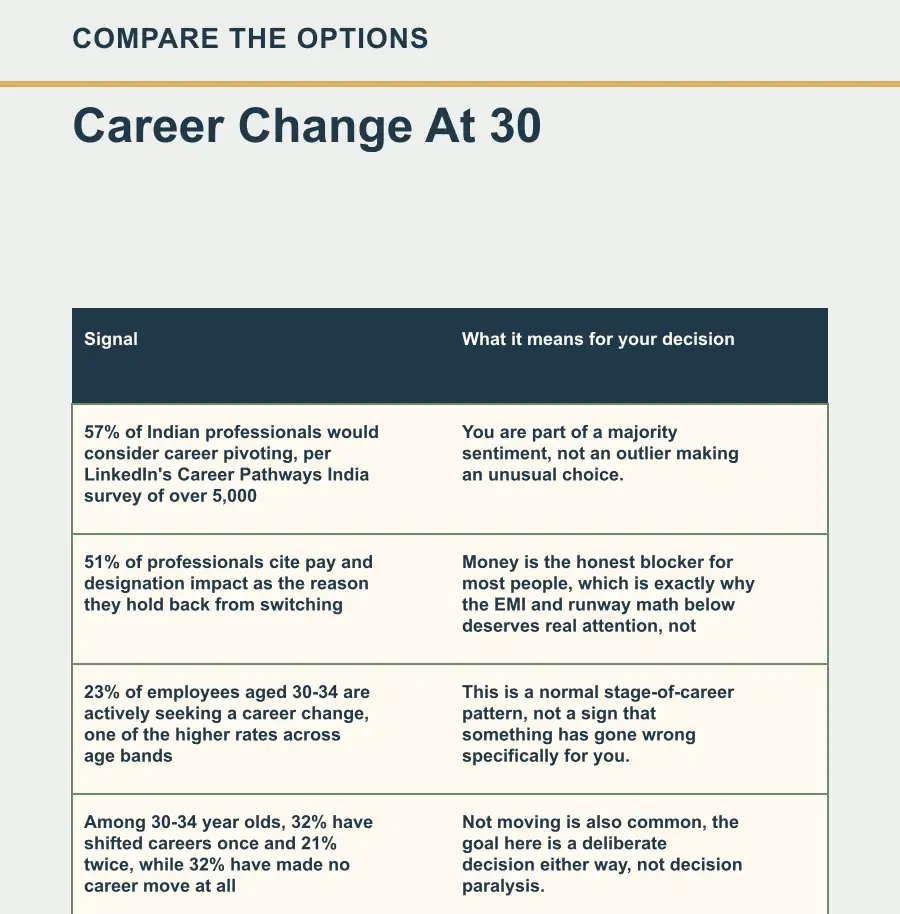 COMPARE THE OPTIONS
Career Change At 30
Signal
What it means for your decision
57% of Indian professionals would
consider career pivoting, per
LinkedIn's Career Pathways India
survey of over 5,000
You are part of a majority
sentiment, not an outlier making
an unusual choice.
51% of professionals cite pay and
designation impact as the reason
they hold back from switching
Money is the honest blocker for
most people, which is exactly why
the EMI and runway math below
deserves real attention, not
23% of employees aged 30-34 are
actively seeking a career change,
one of the higher rates across
age bands
This is a normal stage-of-career
pattern, not a sign that
something has gone wrong
specifically for you.
Among 30-34 year olds, 32% have
shifted careers once and 21%
twice, while 32% have made no
career move at all
Not moving is also common, the
goal here is a deliberate
decision either way, not decision
paralysis.